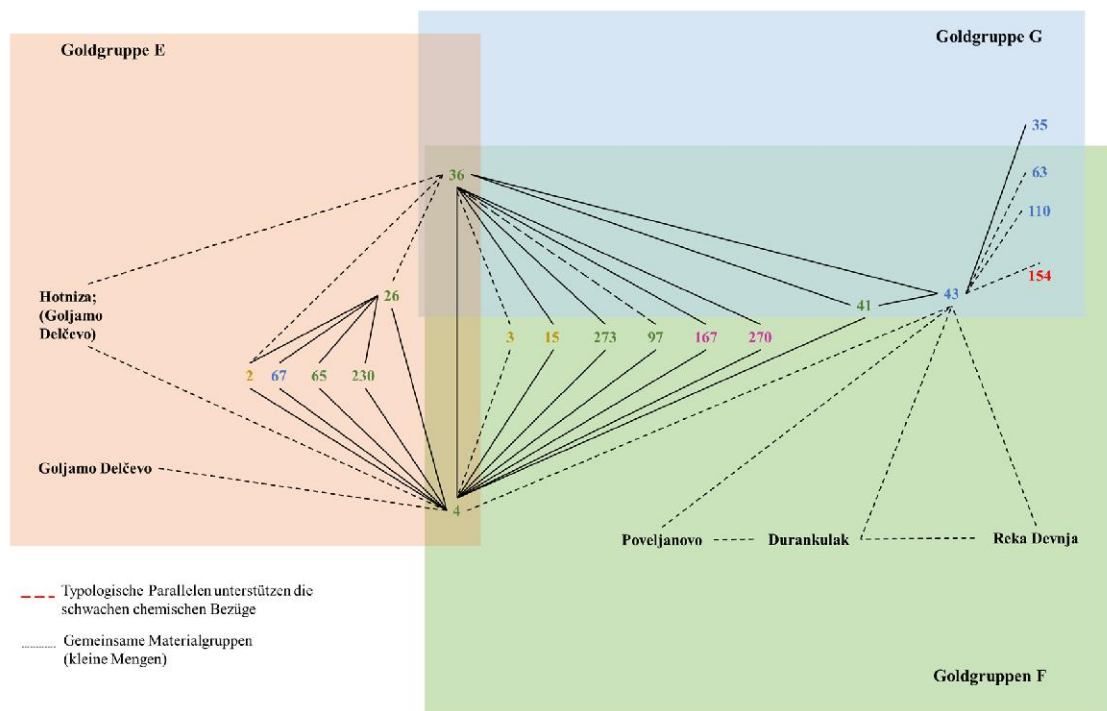 Goldgruppe E
Goldgruppe G
35
36
63
110
154
Hotniza;
(Goljamo
Delčevo)
26
41
43
3
15
273
97
167
270
2
67
65
230
Goljamo Delčevo
4
Poveljanovo
Durankulak
Reka Devnja
Typologische Parallelen unterstützen die
schwachen chemischen Bezüge
Gemeinsame Materialgruppen
(kleine Mengen)
Goldgruppen F